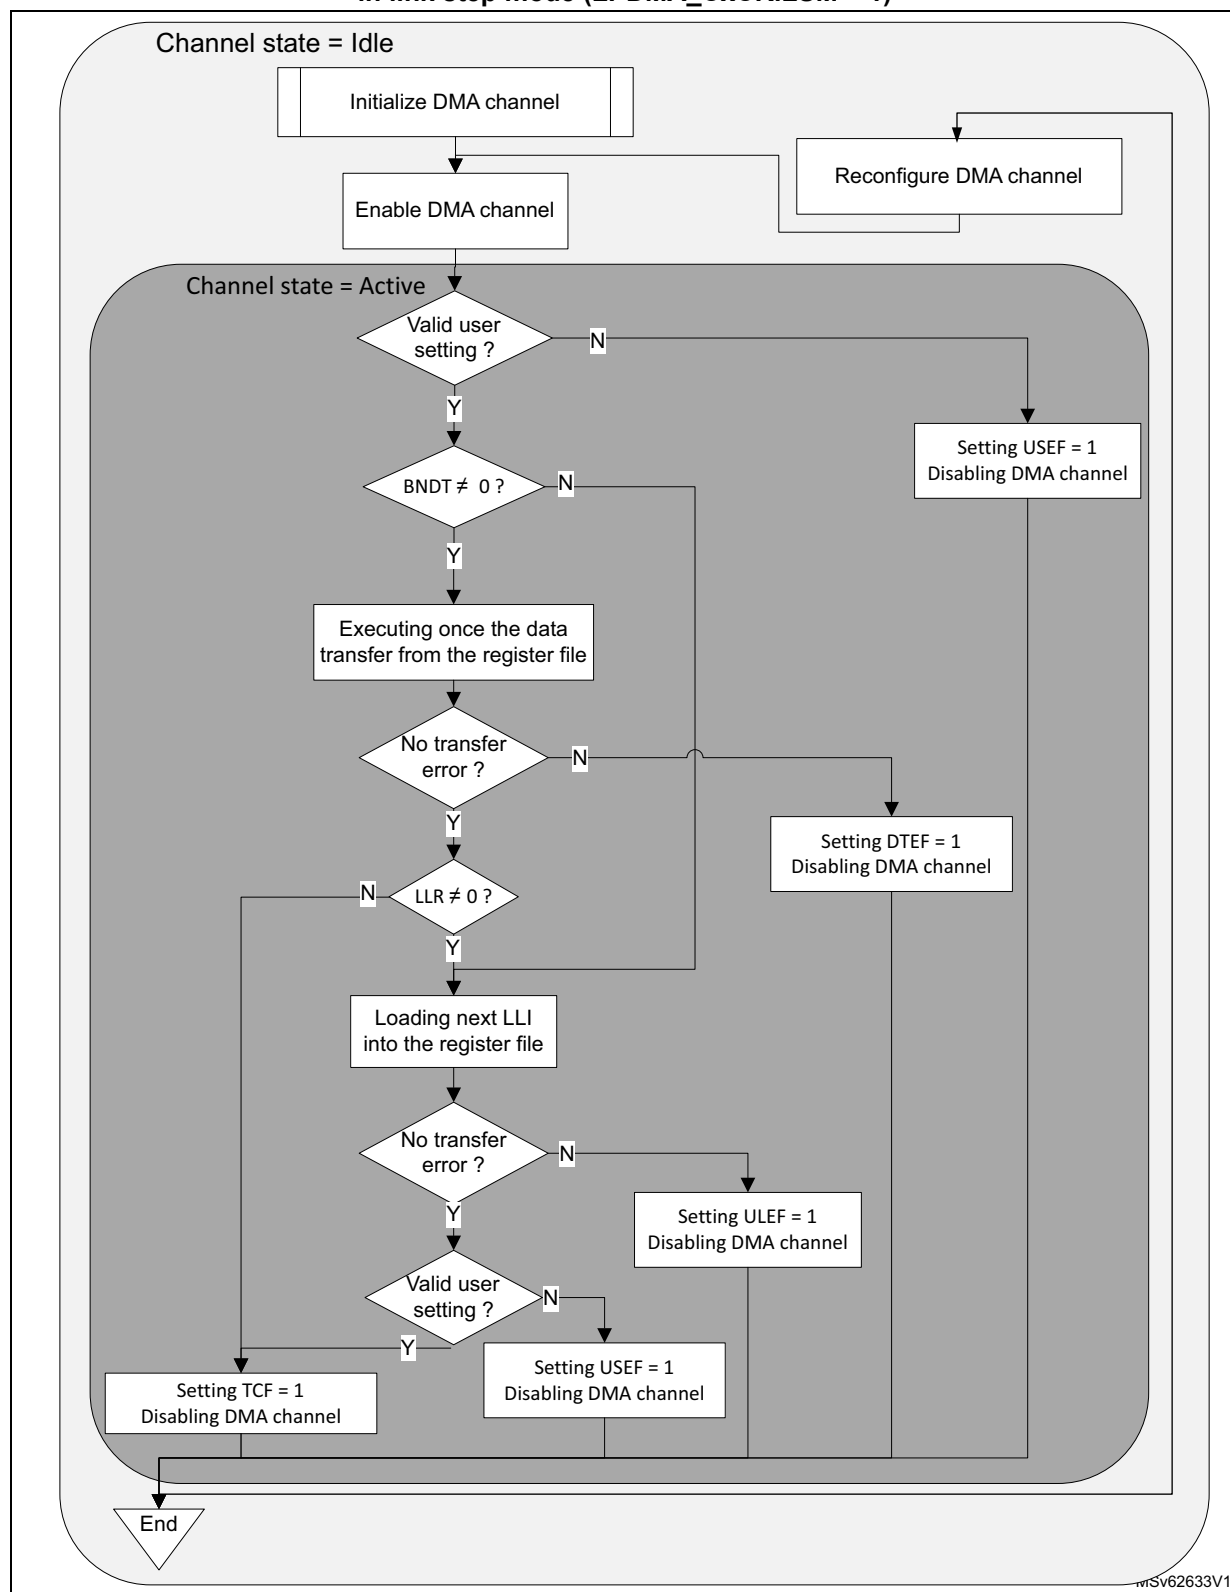 Channel state = Idle
Initialize DMA channel
Reconfigure DMA channel
Enable DMA channel
Channel state = Active
Valid user
setting ?
N
Y
Setting USEF = 1
Disabling DMA channel
BNDT ≠ 0 ?
N
Y
Executing once the data
transfer from the register file
No transfer
error ?
N
Y
Setting DTEF = 1
Disabling DMA channel
LLR ≠ 0 ?
N
Y
Loading next LLI
into the register file
No transfer
error ?
N
Y
Setting ULEF = 1
Disabling DMA channel
Valid user
setting ?
N
Y
Setting USEF = 1
Disabling DMA channel
Setting TCF = 1
Disabling DMA channel
End
MSv62633V1